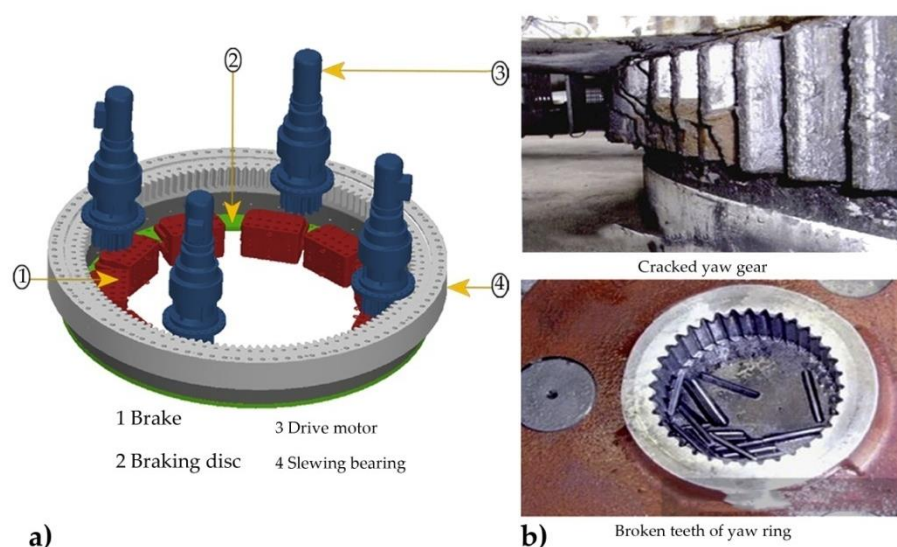 2
3
1
4
1 Brake
3 Drive motor
2 Braking disc
4 Slewing bearing
a)
Cracked yaw gear
Broken teeth of yaw ring
b)